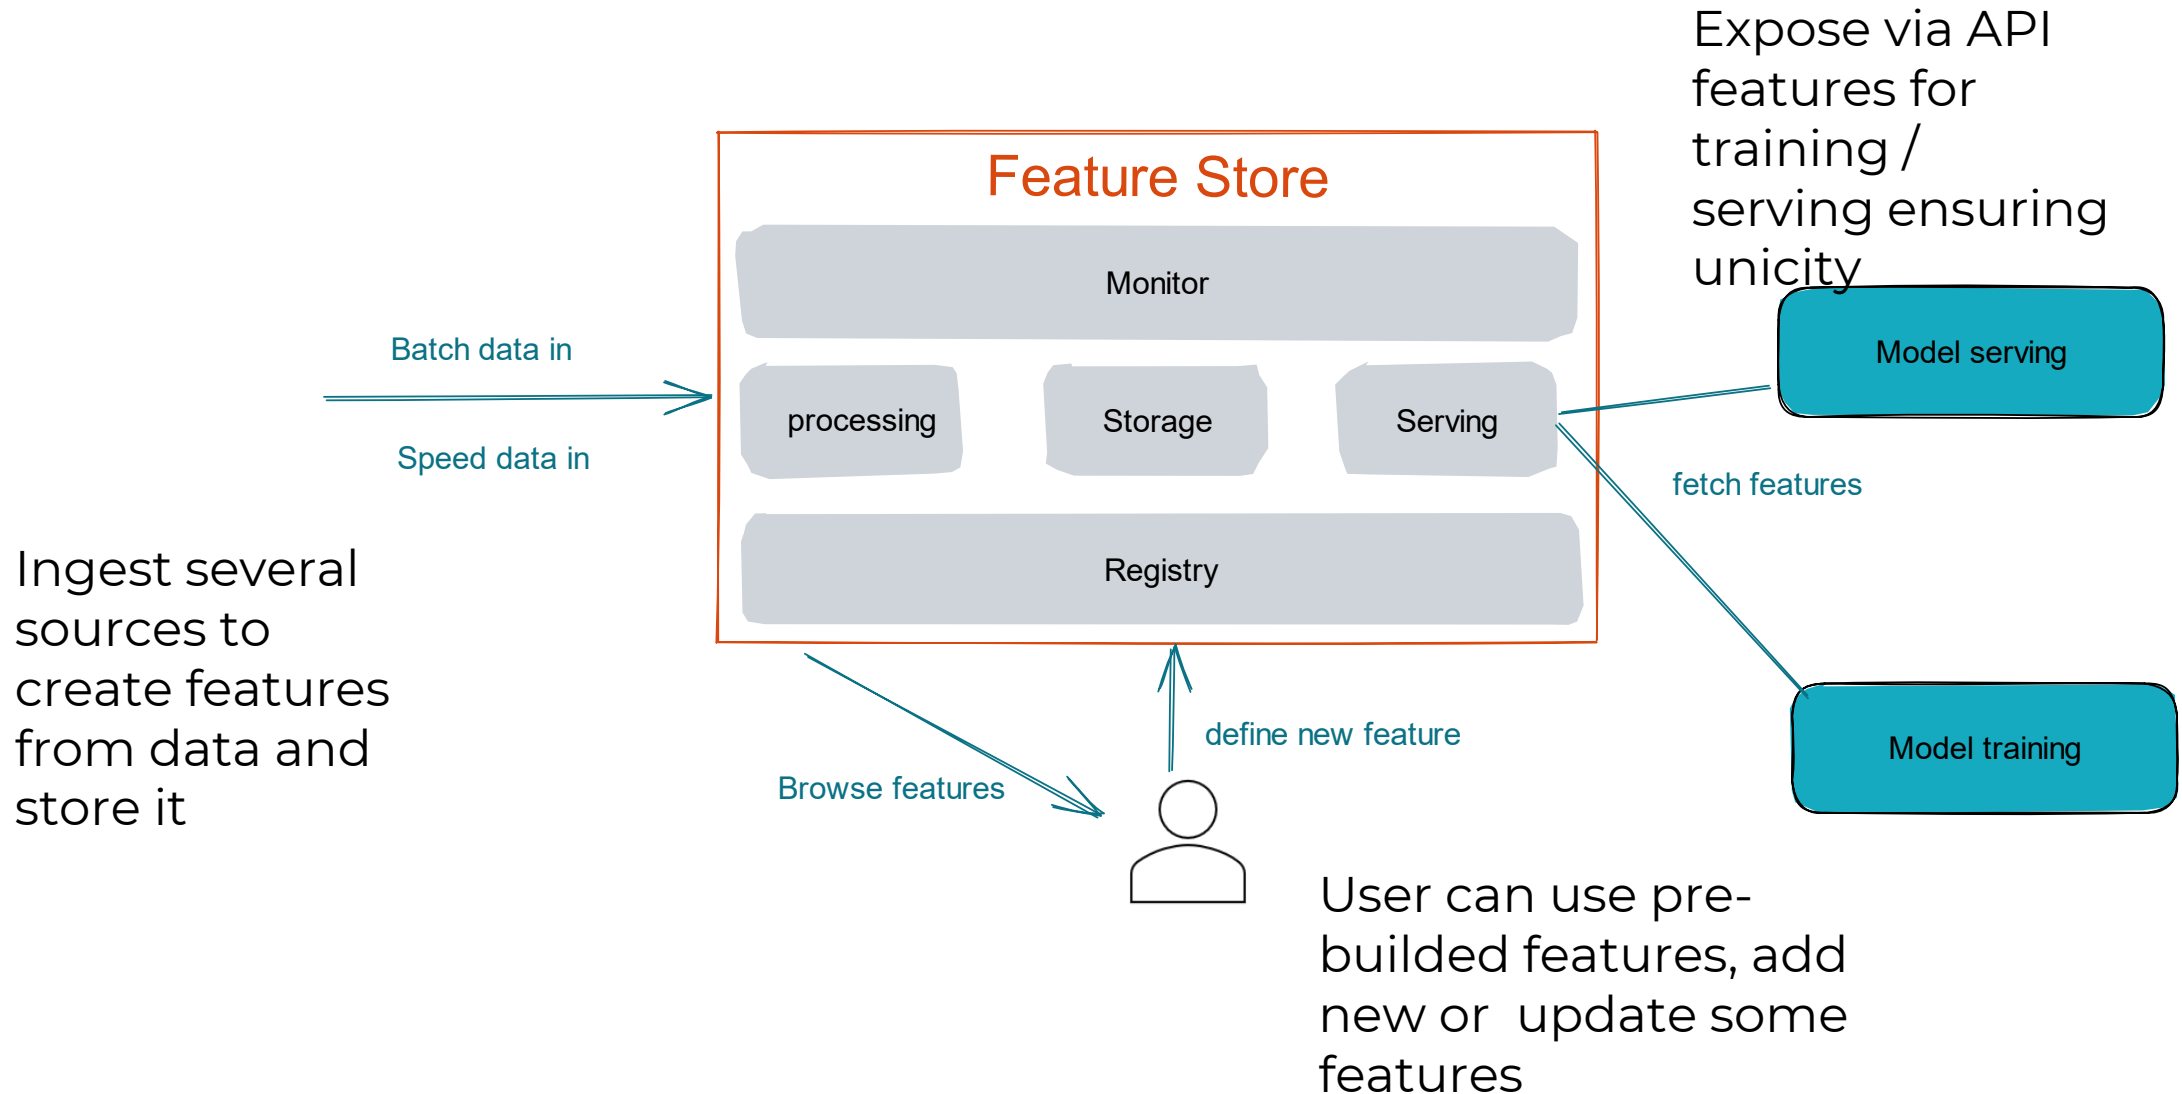 Expose via API
features for
training /
serving ensuring
unicity
Feature Store
Monitor
Batch data in
Speed data in
processing
Storage
Serving
Model serving
fetch features
Registry
Ingest several
sources to
create features
from data and
store it
define new feature
Browse features
Model training
User can use pre-
builded features, add
new or  update some
features